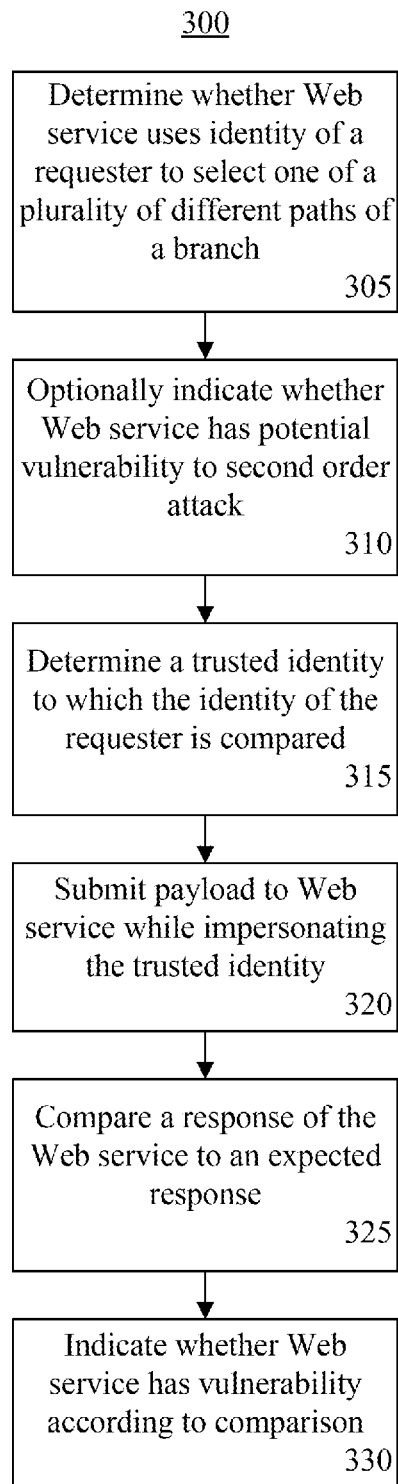 300
Determine whether Web
service uses identity of a
requester to select one of a
plurality of different paths of
a branch
305
Optionally indicate whether
Web service has potential
vulnerability to second order
attack
310
Determine a trusted identity
to which the identity of the
requester is compared
315
Submit payload to Web
service while impersonating
the trusted identity
320
Compare a response of the
Web service to an expected
response
325
Indicate whether Web
service has vulnerability
according to comparison
330